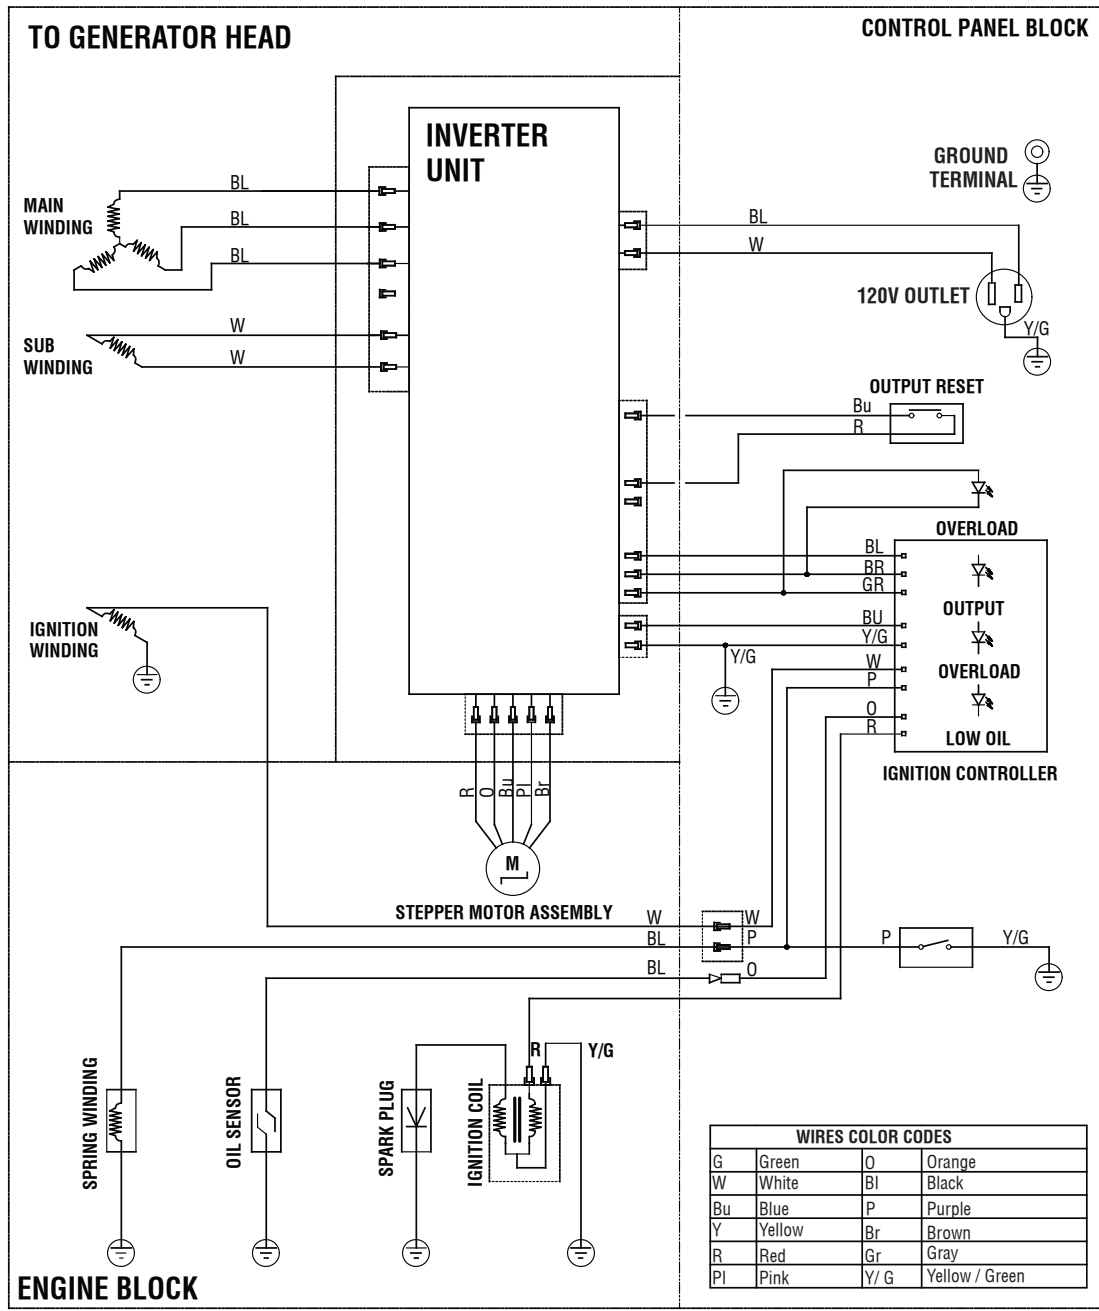 TO GENERATOR HEAD
CONTROL PANEL BLOCK
INVERTER
UNIT
GROUND
TERMINAL
MAIN
WINDING
BL
BL
BL
BL
W
120V OUTLET
Y/G
SUB
WINDING
W
W
OUTPUT RESET
Bu
R
OVERLOAD
BL
BR
GR
OUTPUT
BU
Y/G
Y/G
W
OVERLOAD
P
O
R
LOW OIL
IGNITION CONTROLLER
IGNITION
WINDING
R
O
Bu
PI
Br
M
STEPPER MOTOR ASSEMBLY
W
W
BL
P
P
Y/G
BL
O
R
Y/G
SPRING WINDING
OIL SENSOR
SPARK PLUG
IGNITION COIL
WIRES COLOR CODES
G Green O Orange
W White Bl Black
Bu Blue P Purple
Y Yellow Br Brown
R Red Gr Gray
PI Pink Y/ G Yellow / Green
ENGINE BLOCK